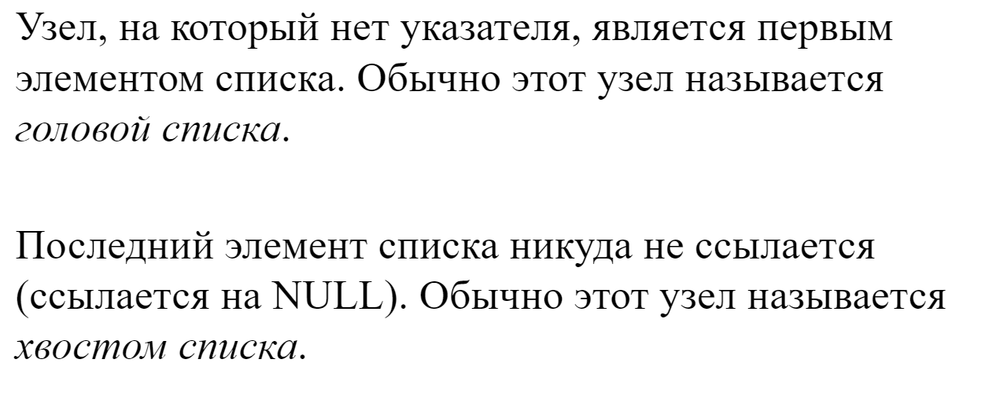 Узел, на который нет указателя, является первым
элементом списка. Обычно этот узел называется
головой списка.
Последний элемент списка никуда не ссылается
(ссылается на NULL). Обычно этот узел называется
хвостом списка.